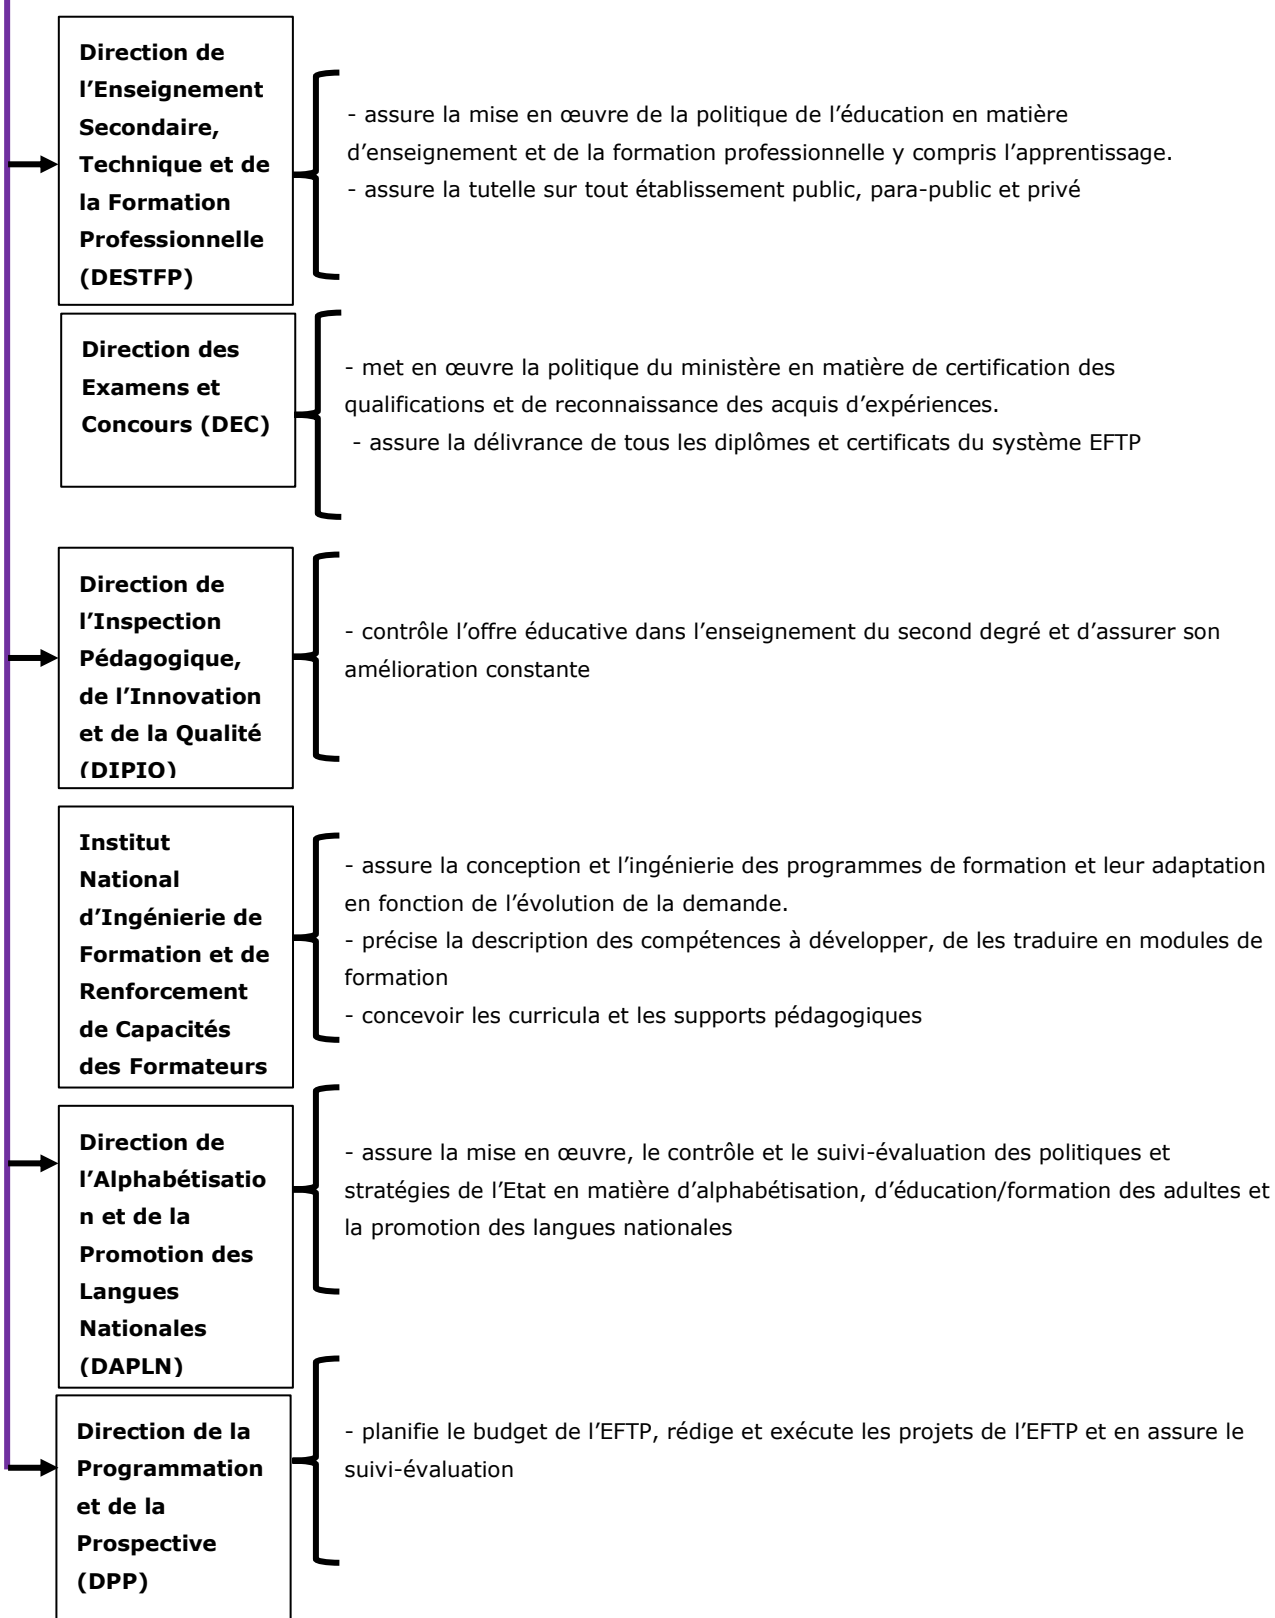 Direction de
l’Enseignement
Secondaire,
Technique et de
la Formation
Professionnelle
(DESTFP)
- assure la mise en œuvre de la politique de l’éducation en matière
d’enseignement et de la formation professionnelle y compris l’apprentissage.
- assure la tutelle sur tout établissement public, para-public et privé
Direction des
Examens et
Concours (DEC)
- met en œuvre la politique du ministère en matière de certification des
qualifications et de reconnaissance des acquis d’expériences.
- assure la délivrance de tous les diplômes et certificats du système EFTP
Direction de
l’Inspection
Pédagogique,
de l’Innovation
et de la Qualité
(DIPIO)
- contrôle l’offre éducative dans l’enseignement du second degré et d’assurer son
amélioration constante
Institut
National
d’Ingénierie de
Formation et de
Renforcement
de Capacités
des Formateurs
- assure la conception et l’ingénierie des programmes de formation et leur adaptation
en fonction de l’évolution de la demande.
- précise la description des compétences à développer, de les traduire en modules de
formation
- concevoir les curricula et les supports pédagogiques
Direction de
l’Alphabétisatio
n et de la
Promotion des
Langues
Nationales
(DAPLN)
- assure la mise en œuvre, le contrôle et le suivi-évaluation des politiques et
stratégies de l’Etat en matière d’alphabétisation, d’éducation/formation des adultes et
la promotion des langues nationales
Direction de la
Programmation
et de la
Prospective
(DPP)
- planifie le budget de l’EFTP, rédige et exécute les projets de l’EFTP et en assure le
suivi-évaluation